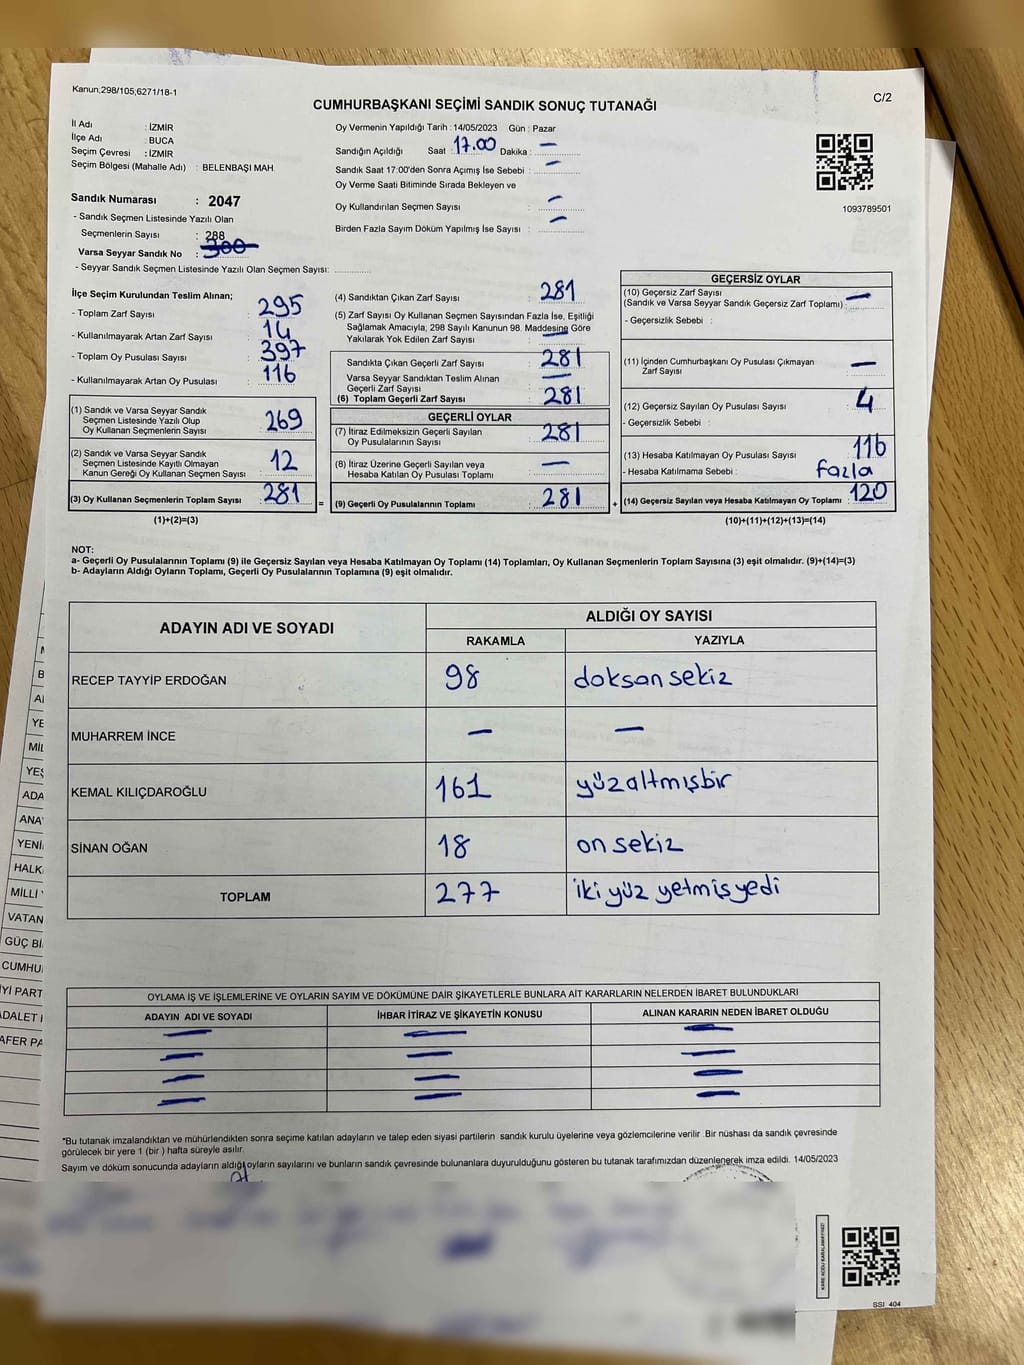 Kanun,298/105,6271/18-1
CUMHURBAŞKANI SEÇİMİ SANDIK SONUÇ TUTANAĞI
C/2
İl Adı : İZMİR
İlçe Adı : BUCA
Seçim Çevresi : İZMİR
Seçim Bölgesi (Mahalle Adı) : BELENBAŞI MAH.
Sandık Numarası : 2047
- Sandık Seçmen Listesinde Yazılı Olan
Seçmenlerin Sayısı : 288
Varsa Seyyar Sandık No : 300
- Seyyar Sandık Seçmen Listesinde Yazılı Olan Seçmen Sayısı:
Oy Vermenin Yapıldığı Tarih : 14/05/2023 Gün : Pazar
Sandığın Açıldığı Saat : 17.00 Dakika : —
Sandık Saat 17:00'den Sonra Açımış İse Sebebi : —
Oy Verme Saati Bitiminde Sırada Bekleyen ve
Oy Kullandırılan Seçmen Sayısı : —
Birden Fazla Sayım Döküm Yapılmış İse Sayısı : —
1093789501
İlçe Seçim Kurulundan Teslim Alınan;
- Toplam Zarf Sayısı : 295
- Kullanılmayarak Artan Zarf Sayısı : 14
- Toplam Oy Pusulası Sayısı : 397
- Kullanılmayarak Artan Oy Pusulası : 116
(1) Sandık ve Varsa Seyyar Sandık
Seçmen Listesinde Yazılı Olup
Oy Kullanan Seçmenlerin Sayısı : 269
(2) Sandık ve Varsa Seyyar Sandık
Seçmen Listesinde Kayıtlı Olmayan
Kanun Gereği Oy Kullanan Seçmen Sayısı : 12
(3) Oy Kullanan Seçmenlerin Toplam Sayısı : 281 =
(1)+(2)=(3)
(4) Sandıktan Çıkan Zarf Sayısı : 281
(5) Zarf Sayısı Oy Kullanan Seçmen Sayısından Fazla İse, Eşitliği
Sağlamak Amacıyla, 298 Sayılı Kanunun 98. Maddesine Göre
Yakılarak Yok Edilen Zarf Sayısı : —
Sandıkta Çıkan Geçerli Zarf Sayısı : 281
Varsa Seyyar Sandıktan Teslim Alınan
Geçerli Zarf Sayısı : —
(6) Toplam Geçerli Zarf Sayısı : 281
GEÇERLİ OYLAR
(7) İtiraz Edilmeksizin Geçerli Sayılan
Oy Pusulalarının Sayısı : 281
(8) İtiraz Üzerine Geçerli Sayılan veya
Hesaba Katılan Oy Pusulası Toplamı : —
(9) Geçerli Oy Pusulalarının Toplamı : 281 +
GEÇERSİZ OYLAR
(10) Geçersiz Zarf Sayısı
(Sandık ve Varsa Seyyar Sandık Geçersiz Zarf Toplamı) : —
- Geçersizlik Sebebi :
(11) İçinden Cumhurbaşkanı Oy Pusulası Çıkmayan
Zarf Sayısı : —
(12) Geçersiz Sayılan Oy Pusulası Sayısı : 4
- Geçersizlik Sebebi :
(13) Hesaba Katılmayan Oy Pusulası Sayısı : 116
- Hesaba Katılmama Sebebi : fazla
(14) Geçersiz Sayılan veya Hesaba Katılmayan Oy Toplamı : 120
(10)+(11)+(12)+(13)=(14)
NOT:
a- Geçerli Oy Pusulalarının Toplamı (9) ile Geçersiz Sayılan veya Hesaba Katılmayan Oy Toplamı (14) Toplamları, Oy Kullanan Seçmenlerin Toplam Sayısına (3) eşit olmalıdır. (9)+(14)=(3)
b- Adayların Aldığı Oyların Toplamı, Geçerli Oy Pusulalarının Toplamına (9) eşit olmalıdır.
ADAYIN ADI VE SOYADI
ALDIĞI OY SAYISI
RAKAMLA YAZIYLA
RECEP TAYYİP ERDOĞAN 98 doksan sekiz
MUHARREM İNCE — —
KEMAL KILIÇDAROĞLU 161 yüzaltmışbir
SİNAN OĞAN 18 on sekiz
TOPLAM 277 iki yüz yetmişyedi
OYLAMA İŞ VE İŞLEMLERİNE VE OYLARIN SAYIM VE DÖKÜMÜNE DAİR ŞİKAYETLERLE BUNLARA AİT KARARLARIN NELERDEN İBARET BULUNDUKLARI
ADAYIN ADI VE SOYADI İHBAR İTİRAZ VE ŞİKAYETİN KONUSU ALINAN KARARIN NEDEN İBARET OLDUĞU
— — —
— — —
— — —
— — —
*Bu tutanak imzalandıktan ve mühürlendikten sonra seçime katılan adayların ve talep eden siyasi partilerin sandık kurulu üyelerine veya gözlemcilerine verilir .Bir nüshası da sandık çevresinde
görülecek bir yere 1 (bir ) hafta süreyle asılır.
Sayım ve döküm sonucunda adayların aldığı oyların sayılarını ve bunların sandık çevresinde bulunanlara duyurulduğunu gösteren bu tutanak tarafımızdan düzenlenerek imza edildi. 14/05/2023
SSI 404
YENİ
HALK
MİLLİ
VATAN
GÜÇ Bİ
CUMHU
İYİ PART
ADALET
AFER PA